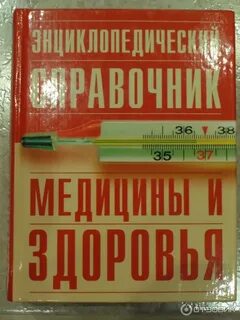 ЭНЦИКЛОПЕДИЧЕСКИЙ
СПРАВОЧНИК
36 38
35 37
МЕДИЦИНЫ И
ЗДОРОВЬЯ